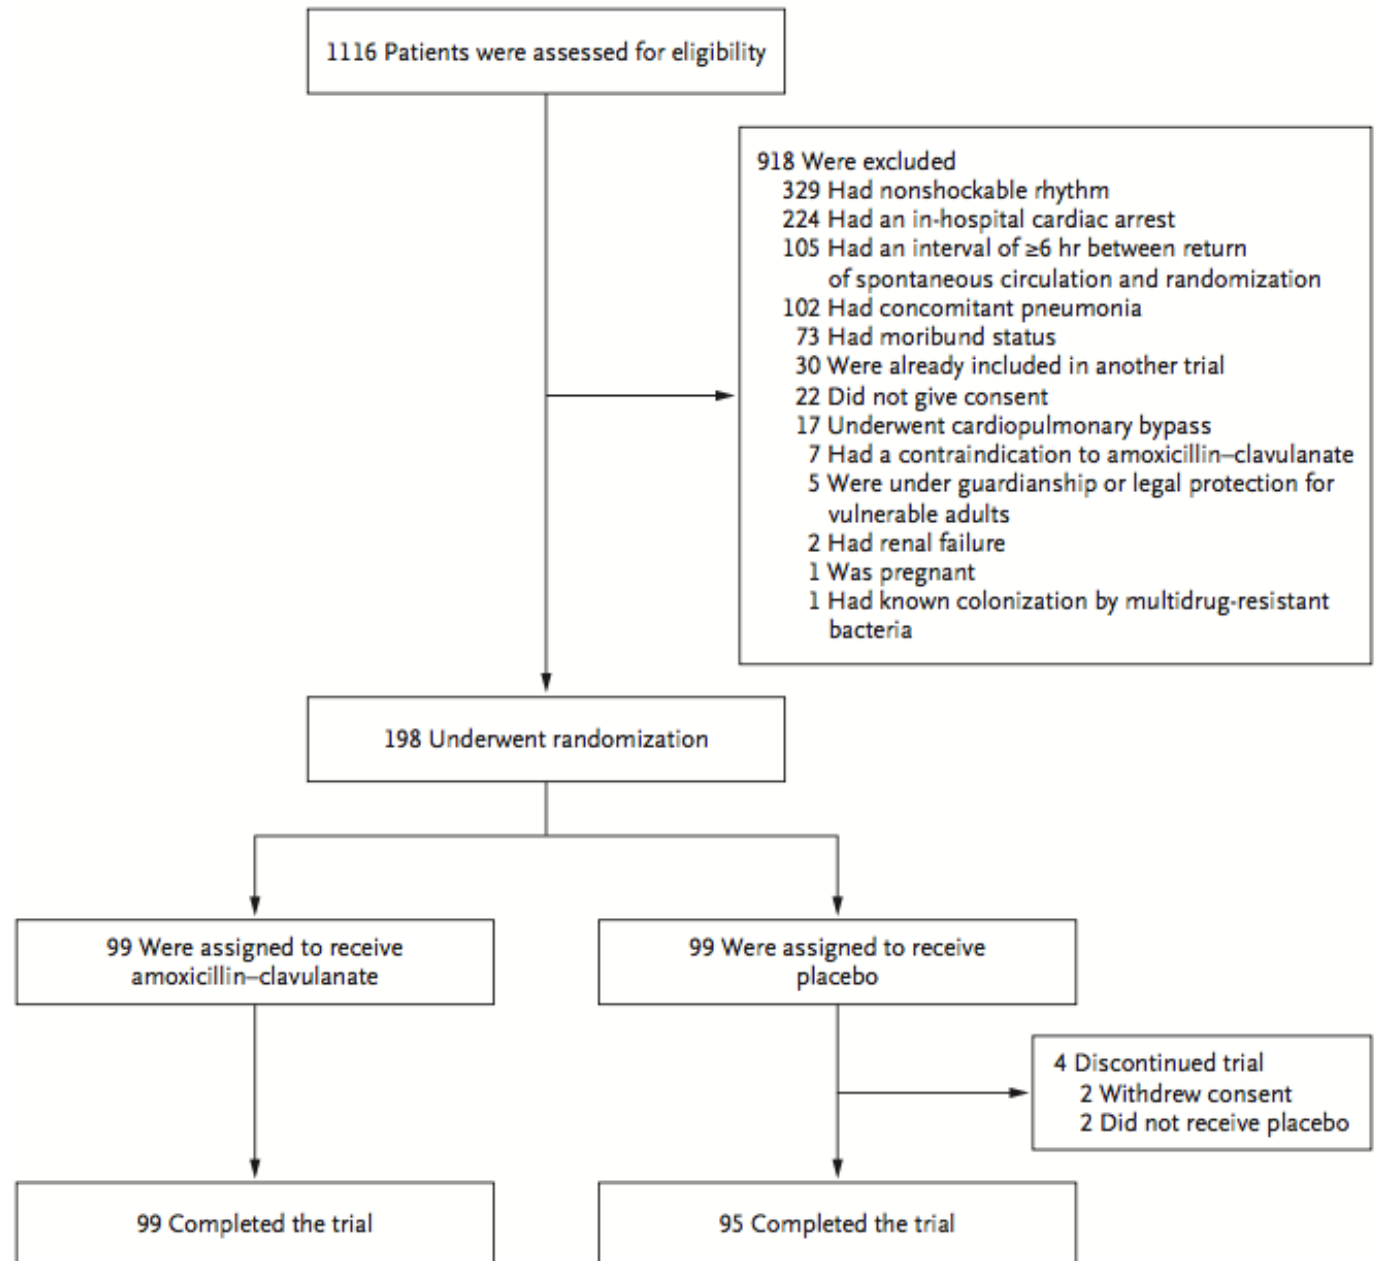 1116 Patients were assessed for eligibility
918 Were excluded
329 Had nonshockable rhythm
224 Had an in-hospital cardiac arrest
105 Had an interval of ≥6 hr between return
of spontaneous circulation and randomization
102 Had concomitant pneumonia
73 Had moribund status
30 Were already included in another trial
22 Did not give consent
17 Underwent cardiopulmonary bypass
7 Had a contraindication to amoxicillin–clavulanate
5 Were under guardianship or legal protection for
vulnerable adults
2 Had renal failure
1 Was pregnant
1 Had known colonization by multidrug-resistant
bacteria
198 Underwent randomization
99 Were assigned to receive
amoxicillin–clavulanate
99 Were assigned to receive
placebo
4 Discontinued trial
2 Withdrew consent
2 Did not receive placebo
99 Completed the trial
95 Completed the trial